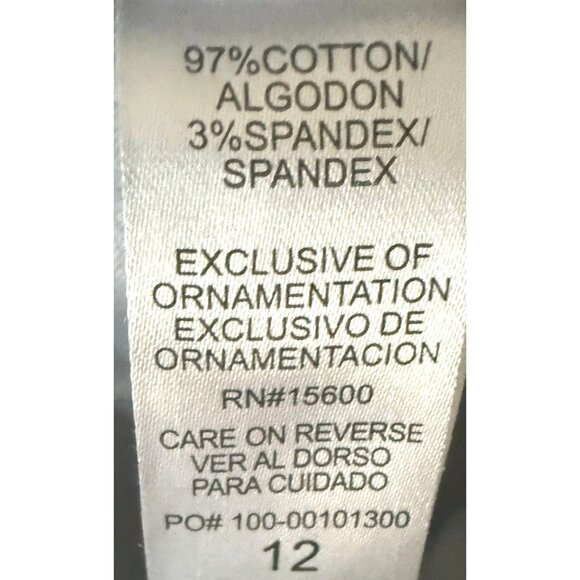 97%COTTON/
ALGODON
3%SPANDEX/
SPANDEX
EXCLUSIVE OF
ORNAMENTATION
EXCLUSIVO DE
ORNAMENTACION
RN#15600
CARE ON REVERSE
VER AL DORSO
PARA CUIDADO
PO# 100-00101300
12